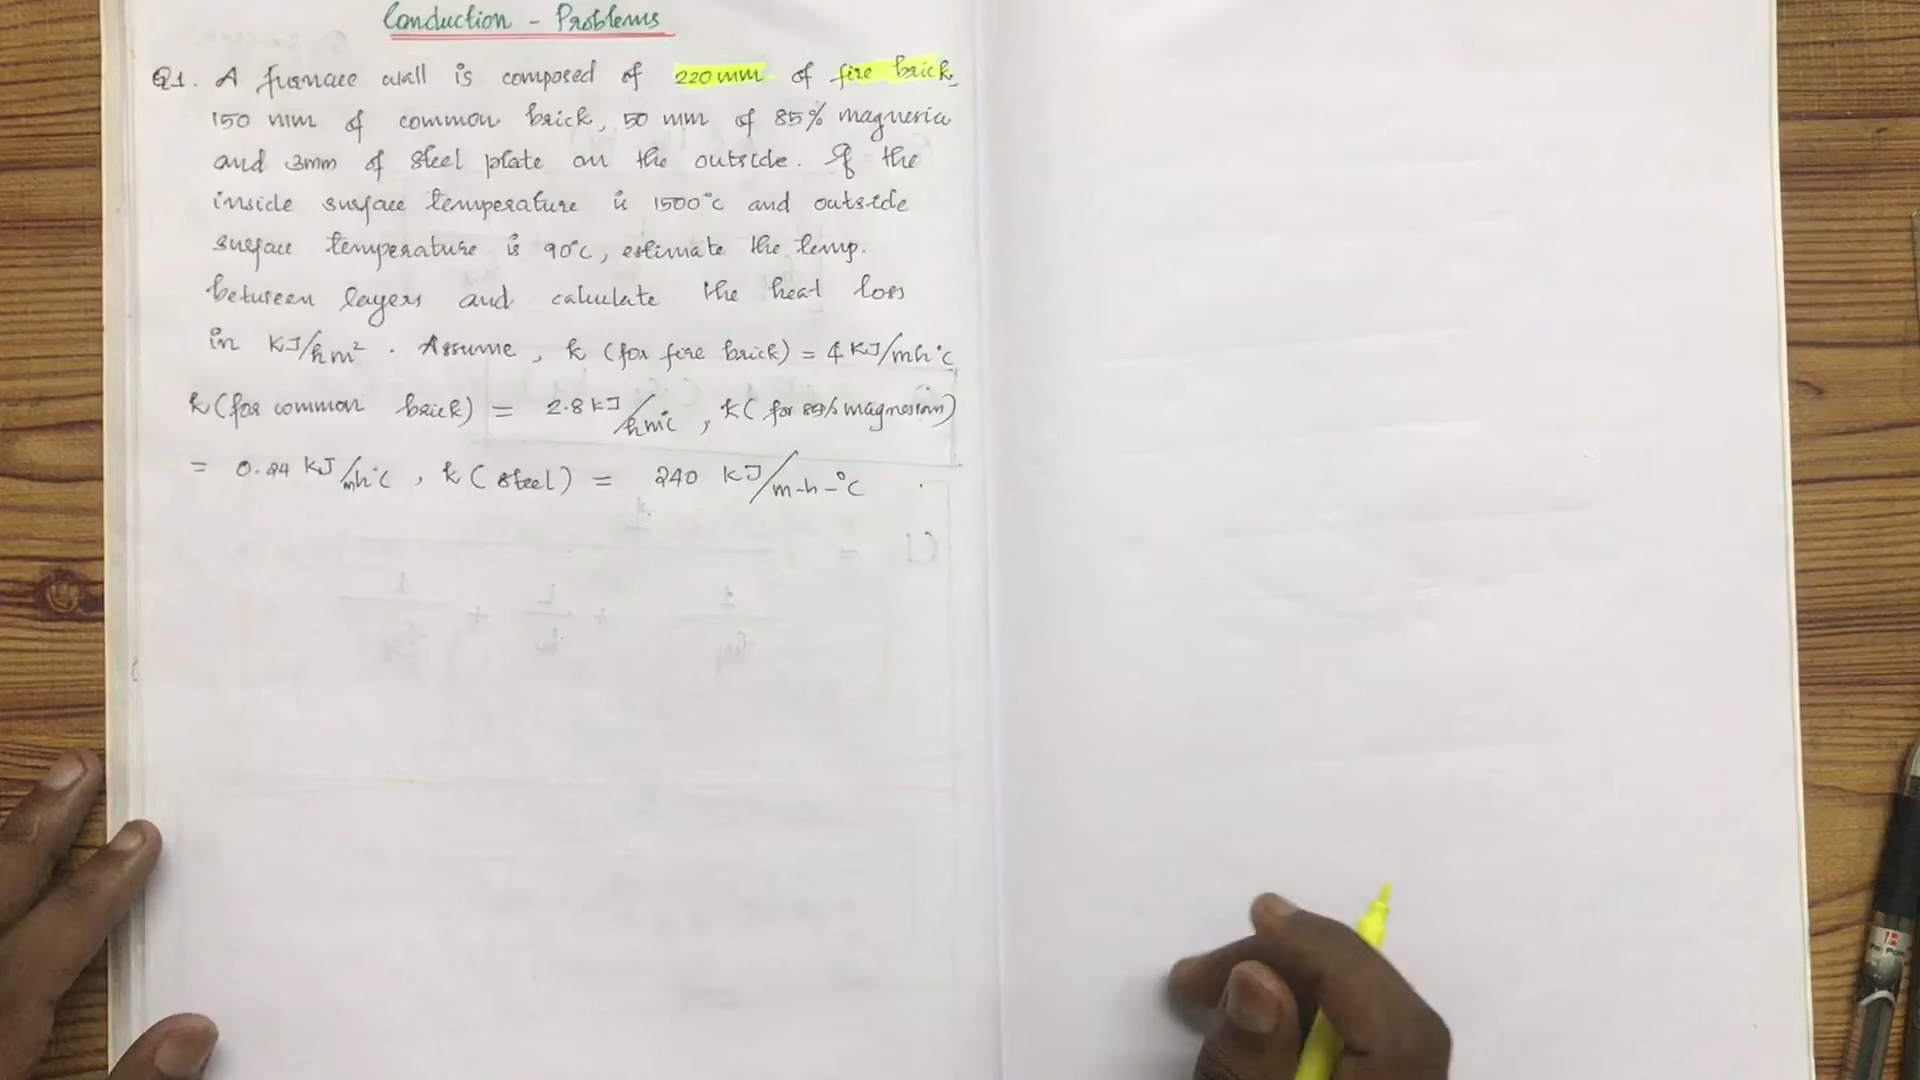 Conduction - Problems
Q1. A furnace wall is composed of 220 mm of fire brick,
150 mm of common brick, 50 mm of 85% magnesia
and 3mm of steel plate on the outside. If the
inside surface temperature is 1500°C and outside
surface temperature is 90°C, estimate the temp.
between layers and calculate the heat loss
in KJ/hm². Assume, k (for fire brick) = 4 KJ/mh°C
k (for common brick) = 2.8 KJ/hm°C, k( for 85% magnesium)
= 0.24 KJ/mh°C, k ( steel) = 240 KJ/m-h-°C